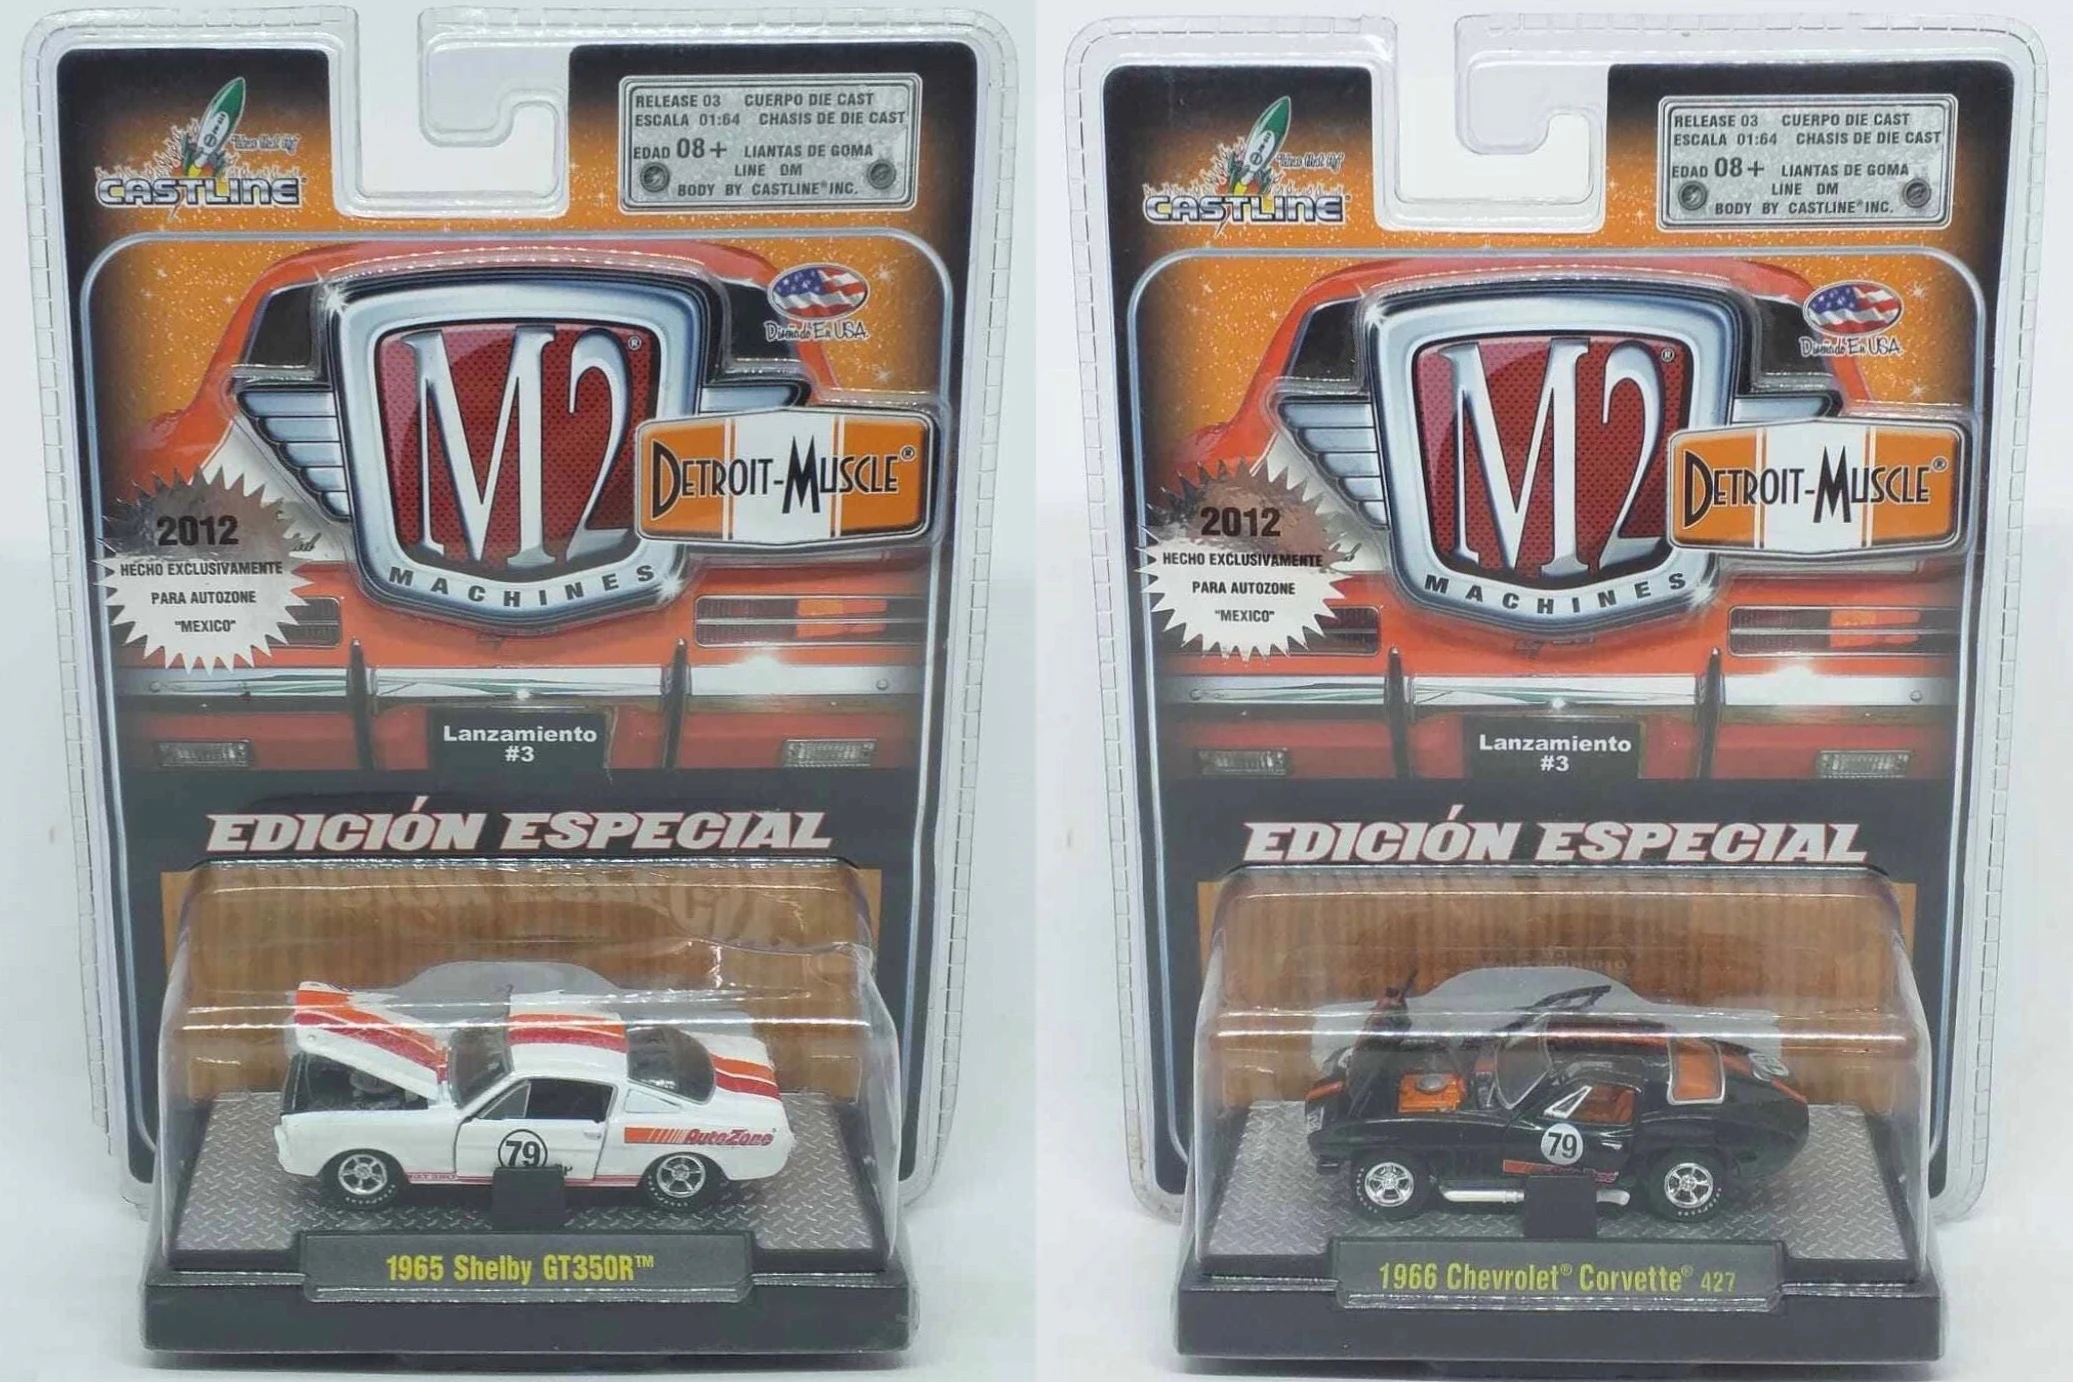 CASTLINE
RELEASE 03 CUERPO DIE CAST
ESCALA 01:64 CHASIS DE DIE CAST
EDAD 08+ LIANTAS DE GOMA
LINE DM
BODY BY CASTLINE® INC.
Diseñado En USA.
M2®
MACHINES
DETROIT-MUSCLE®
2012
HECHO EXCLUSIVAMENTE
PARA AUTOZONE
"MEXICO"
Lanzamiento
#3
EDICIÓN ESPECIAL
79
AutoZone
1965 Shelby GT350R™
CASTLINE
RELEASE 03 CUERPO DIE CAST
ESCALA 01:64 CHASIS DE DIE CAST
EDAD 08+ LIANTAS DE GOMA
LINE DM
BODY BY CASTLINE® INC.
Diseñado En USA.
M2®
MACHINES
DETROIT-MUSCLE®
2012
HECHO EXCLUSIVAMENTE
PARA AUTOZONE
"MEXICO"
Lanzamiento
#3
EDICIÓN ESPECIAL
79
1966 Chevrolet® Corvette® 427